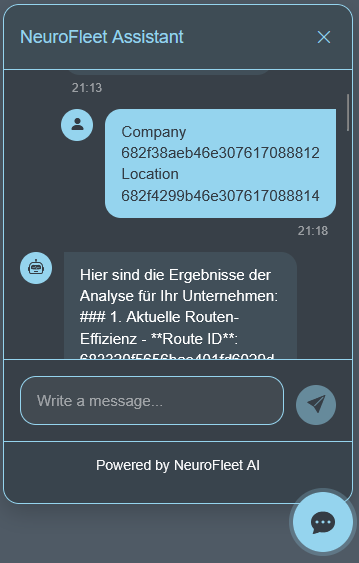 NeuroFleet Assistant
21:13
Company
682f38aeb46e307617088812
Location
682f4299b46e307617088814
21:18
Hier sind die Ergebnisse der
Analyse für Ihr Unternehmen:
### 1. Aktuelle Routen-
Effizienz - **Route ID**:
Write a message...
Powered by NeuroFleet AI